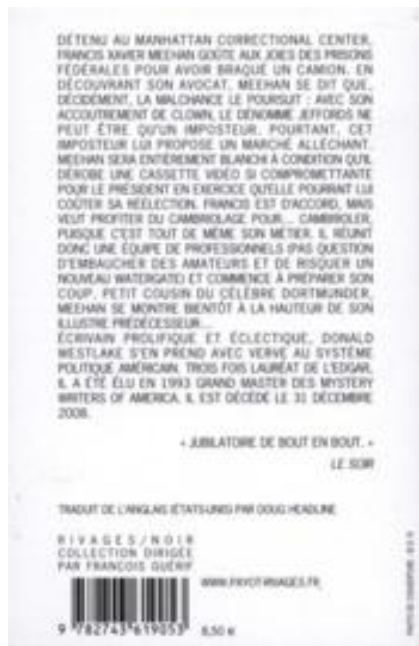 DÉTENU AU MANHATTAN CORRECTIONAL CENTER,
FRANCIS XAVIER MEEHAN GOÛTE AUX JOIES DES PRISONS
FÉDÉRALES POUR AVOIR BRAQUÉ UN CAMION. EN
DÉCOUVRANT SON AVOCAT, MEEHAN SE DIT QUE,
DÉCIDÉMENT, LA MALCHANCE LE POURSUIT : AVEC SON
ACCOUTREMENT DE CLOWN, LE DÉNOMMÉ JEFFORDS NE
PEUT ÊTRE QU'UN IMPOSTEUR. POURTANT, CET
IMPOSTEUR LUI PROPOSE UN MARCHÉ ALLÉCHANT.
MEEHAN SERA ENTIÈREMENT BLANCHI À CONDITION QU'IL
DÉROBE UNE CASSETTE VIDÉO SI COMPROMETTANTE
POUR LE PRÉSIDENT EN EXERCICE QU'ELLE POURRAIT LUI
COÛTER SA RÉÉLECTION. FRANCIS EST D'ACCORD, MAIS
VEUT PROFITER DU CAMBRIOLAGE POUR... CAMBRIOLER,
PUISQUE C'EST TOUT DE MÊME SON MÉTIER. IL RÉUNIT
DONC UNE ÉQUIPE DE PROFESSIONNELS (PAS QUESTION
D'EMBAUCHER DES AMATEURS ET DE RISQUER UN
NOUVEAU WATERGATE) ET COMMENCE À PRÉPARER SON
COUP. PETIT COUSIN DU CÉLÈBRE DORTMUNDER,
MEEHAN SE MONTRE BIENTÔT À LA HAUTEUR DE SON
ILLUSTRE PRÉDÉCESSEUR...
ÉCRIVAIN PROLIFIQUE ET ÉCLECTIQUE, DONALD
WESTLAKE S'EN PREND AVEC VERVE AU SYSTÈME
POLITIQUE AMÉRICAIN. TROIS FOIS LAURÉAT DE L'EDGAR,
IL A ÉTÉ ÉLU EN 1993 GRAND MASTER DES MYSTERY
WRITERS OF AMERICA. IL EST DÉCÉDÉ LE 31 DÉCEMBRE
2008.
« JUBILATOIRE DE BOUT EN BOUT. »
LE SOIR
TRADUIT DE L'ANGLAIS (ÉTATS-UNIS) PAR DOUG HEADLINE
RIVAGES/NOIR
COLLECTION DIRIGÉE
PAR FRANÇOIS GUÉRIF
WWW.PAYOT-RIVAGES.FR
9 782743 619053
8,50 €